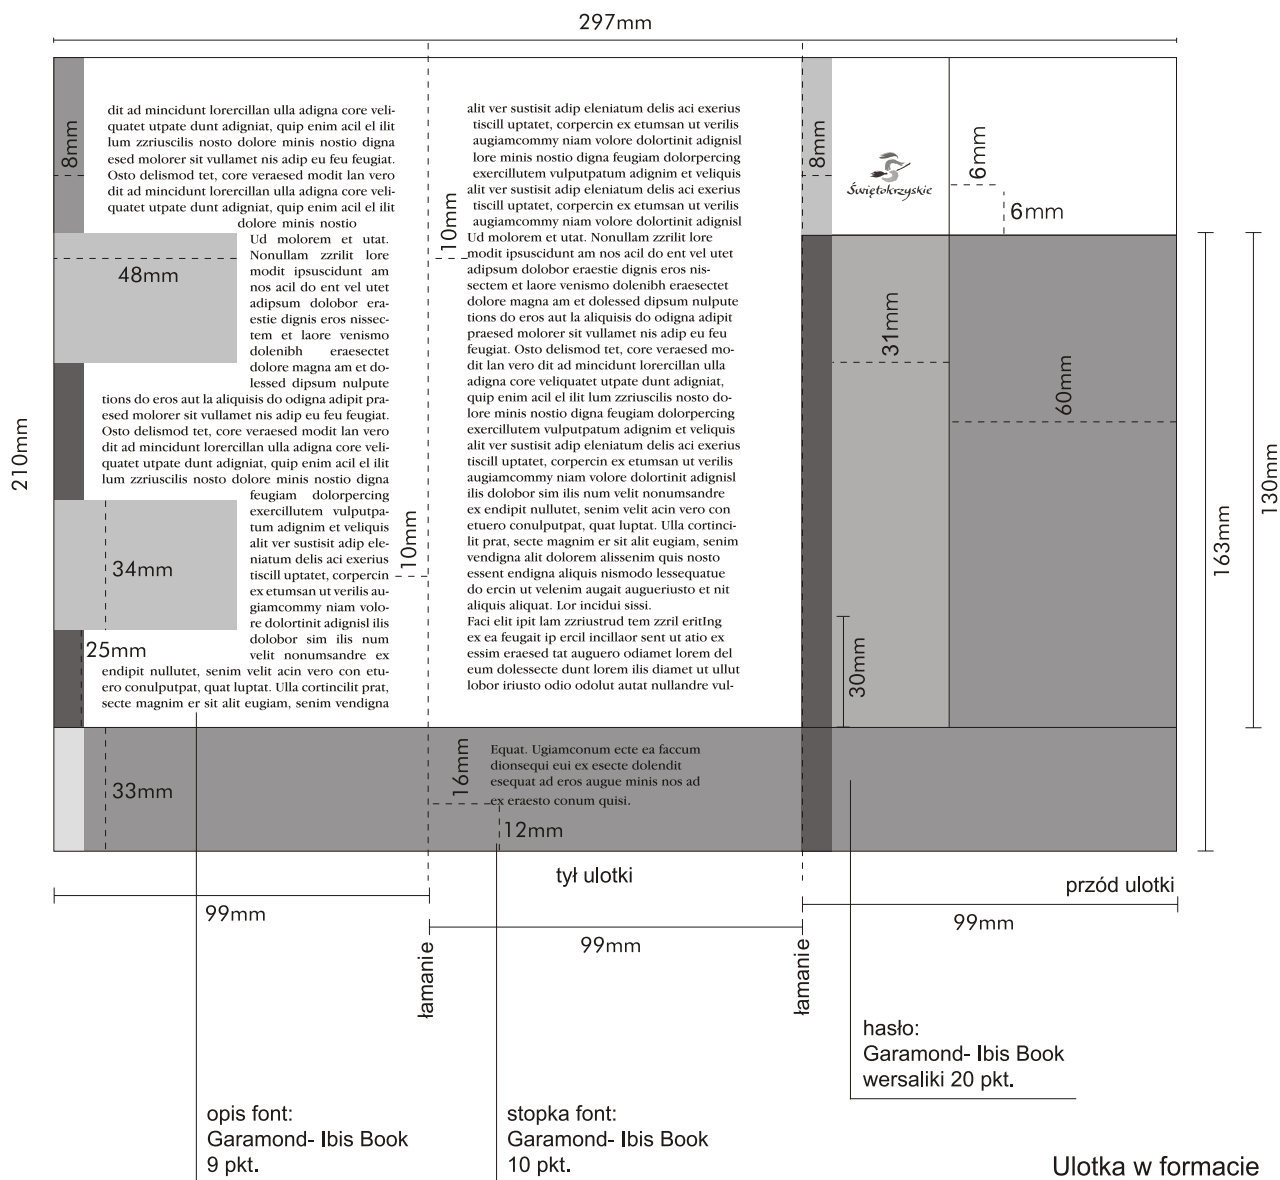 297mm
dit ad mincidunt lorercillan ulla adigna core veli-
quatet utpate dunt adigniat, quip enim acil el ilit
lum zzriuscilis nosto dolore minis nostio digna
esed molorer sit vullamet nis adip eu feu feugiat.
Osto delismod tet, core veraesed modit lan vero
dit ad mincidunt lorercillan ulla adigna core veli-
quatet utpate dunt adigniat, quip enim acil el ilit
dolore minis nostio
Ud molorem et utat.
Nonullam zzrilit lore
modit ipsuscidunt am
nos acil do ent vel utet
adipsum dolobor era-
estie dignis eros nissec-
tem et laore venismo
dolenibh eraesectet
dolore magna am et do-
lessed dipsum nulpute
tions do eros aut la aliquisis do odigna adipit pra-
esed molorer sit vullamet nis adip eu feu feugiat.
Osto delismod tet, core veraesed modit lan vero
dit ad mincidunt lorercillan ulla adigna core veli-
quatet utpate dunt adigniat, quip enim acil el ilit
lum zzriuscilis nosto dolore minis nostio digna
feugiam dolorpercing
exercillutem vulputpa-
tum adignim et veliquis
alit ver sustisit adip ele-
niatum delis aci exerius
tiscill uptatet, corpercin
ex etumsan ut verilis au-
giamcommy niam volo-
re dolortinit adignisl ilis
dolobor sim ilis num
velit nonumsandre ex
endipit nullutet, senim velit acin vero con etu-
ero conulputpat, quat luptat. Ulla cortincilit prat,
secte magnim er sit alit eugiam, senim vendigna
8mm
48mm
210mm
34mm
25mm
33mm
10mm
10mm
alit ver sustisit adip eleniatum delis aci exerius
tiscill uptatet, corpercin ex etumsan ut verilis
augiamcommy niam volore dolortinit adignisl
lore minis nostio digna feugiam dolorpercing
exercillutem vulputpatum adignim et veliquis
alit ver sustisit adip eleniatum delis aci exerius
tiscill uptatet, corpercin ex etumsan ut verilis
augiamcommy niam volore dolortinit adignisl
Ud molorem et utat. Nonullam zzrilit lore
modit ipsuscidunt am nos acil do ent vel utet
adipsum dolobor eraestie dignis eros nis-
sectem et laore venismo dolenibh eraesectet
dolore magna am et dolessed dipsum nulpute
tions do eros aut la aliquisis do odigna adipit
praesed molorer sit vullamet nis adip eu feu
feugiat. Osto delismod tet, core veraesed mo-
dit lan vero dit ad mincidunt lorercillan ulla
adigna core veliquatet utpate dunt adigniat,
quip enim acil el ilit lum zzriuscilis nosto do-
lore minis nostio digna feugiam dolorpercing
exercillutem vulputpatum adignim et veliquis
alit ver sustisit adip eleniatum delis aci exerius
tiscill uptatet, corpercin ex etumsan ut verilis
augiamcommy niam volore dolortinit adignisl
ilis dolobor sim ilis num velit nonumsandre
ex endipit nullutet, senim velit acin vero con
etuero conulputpat, quat luptat. Ulla cortinci-
lit prat, secte magnim er sit alit eugiam, senim
vendigna alit dolorem alissenim quis nosto
essent endigna aliquis nismodo lessequatue
do ercin ut velenim augait augueriusto et nit
aliquis aliquat. Lor incidui sissi.
Faci elit ipit lam zzriustrud tem zzril eritIng
ex ea feugait ip ercil incillaor sent ut atio ex
essim eraesed tat auguero odiamet lorem del
eum dolessecte dunt lorem ilis diamet ut ullut
lobor iriusto odio odolut autat nullandre vul-
16mm
Equat. Ugiamconum ecte ea faccum
dionsequi eui ex esecte dolendit
esequat ad eros augue minis nos ad
ex eraesto conum quisi.
12mm
8mm
Świętokrzyskie
6mm
6mm
31mm
60mm
30mm
163mm
130mm
tył ulotki
przód ulotki
99mm
99mm
99mm
łamanie
łamanie
hasło:
Garamond- Ibis Book
wersaliki 20 pkt.
opis font:
Garamond- Ibis Book
9 pkt.
stopka font:
Garamond- Ibis Book
10 pkt.
Ulotka w formacie